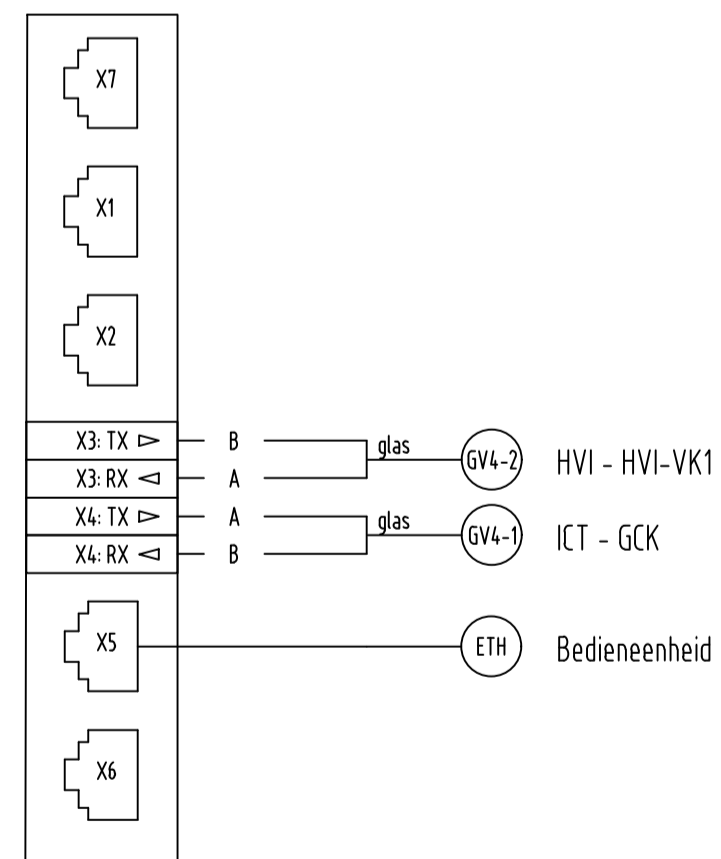 X7
X1
X2
X3: TX B glas GV4-2 HVI - HVI-VK1
X3: RX A
X4: TX A glas GV4-1 ICT - GCK
X4: RX B
X5 ETH Bedieneenheid
X6